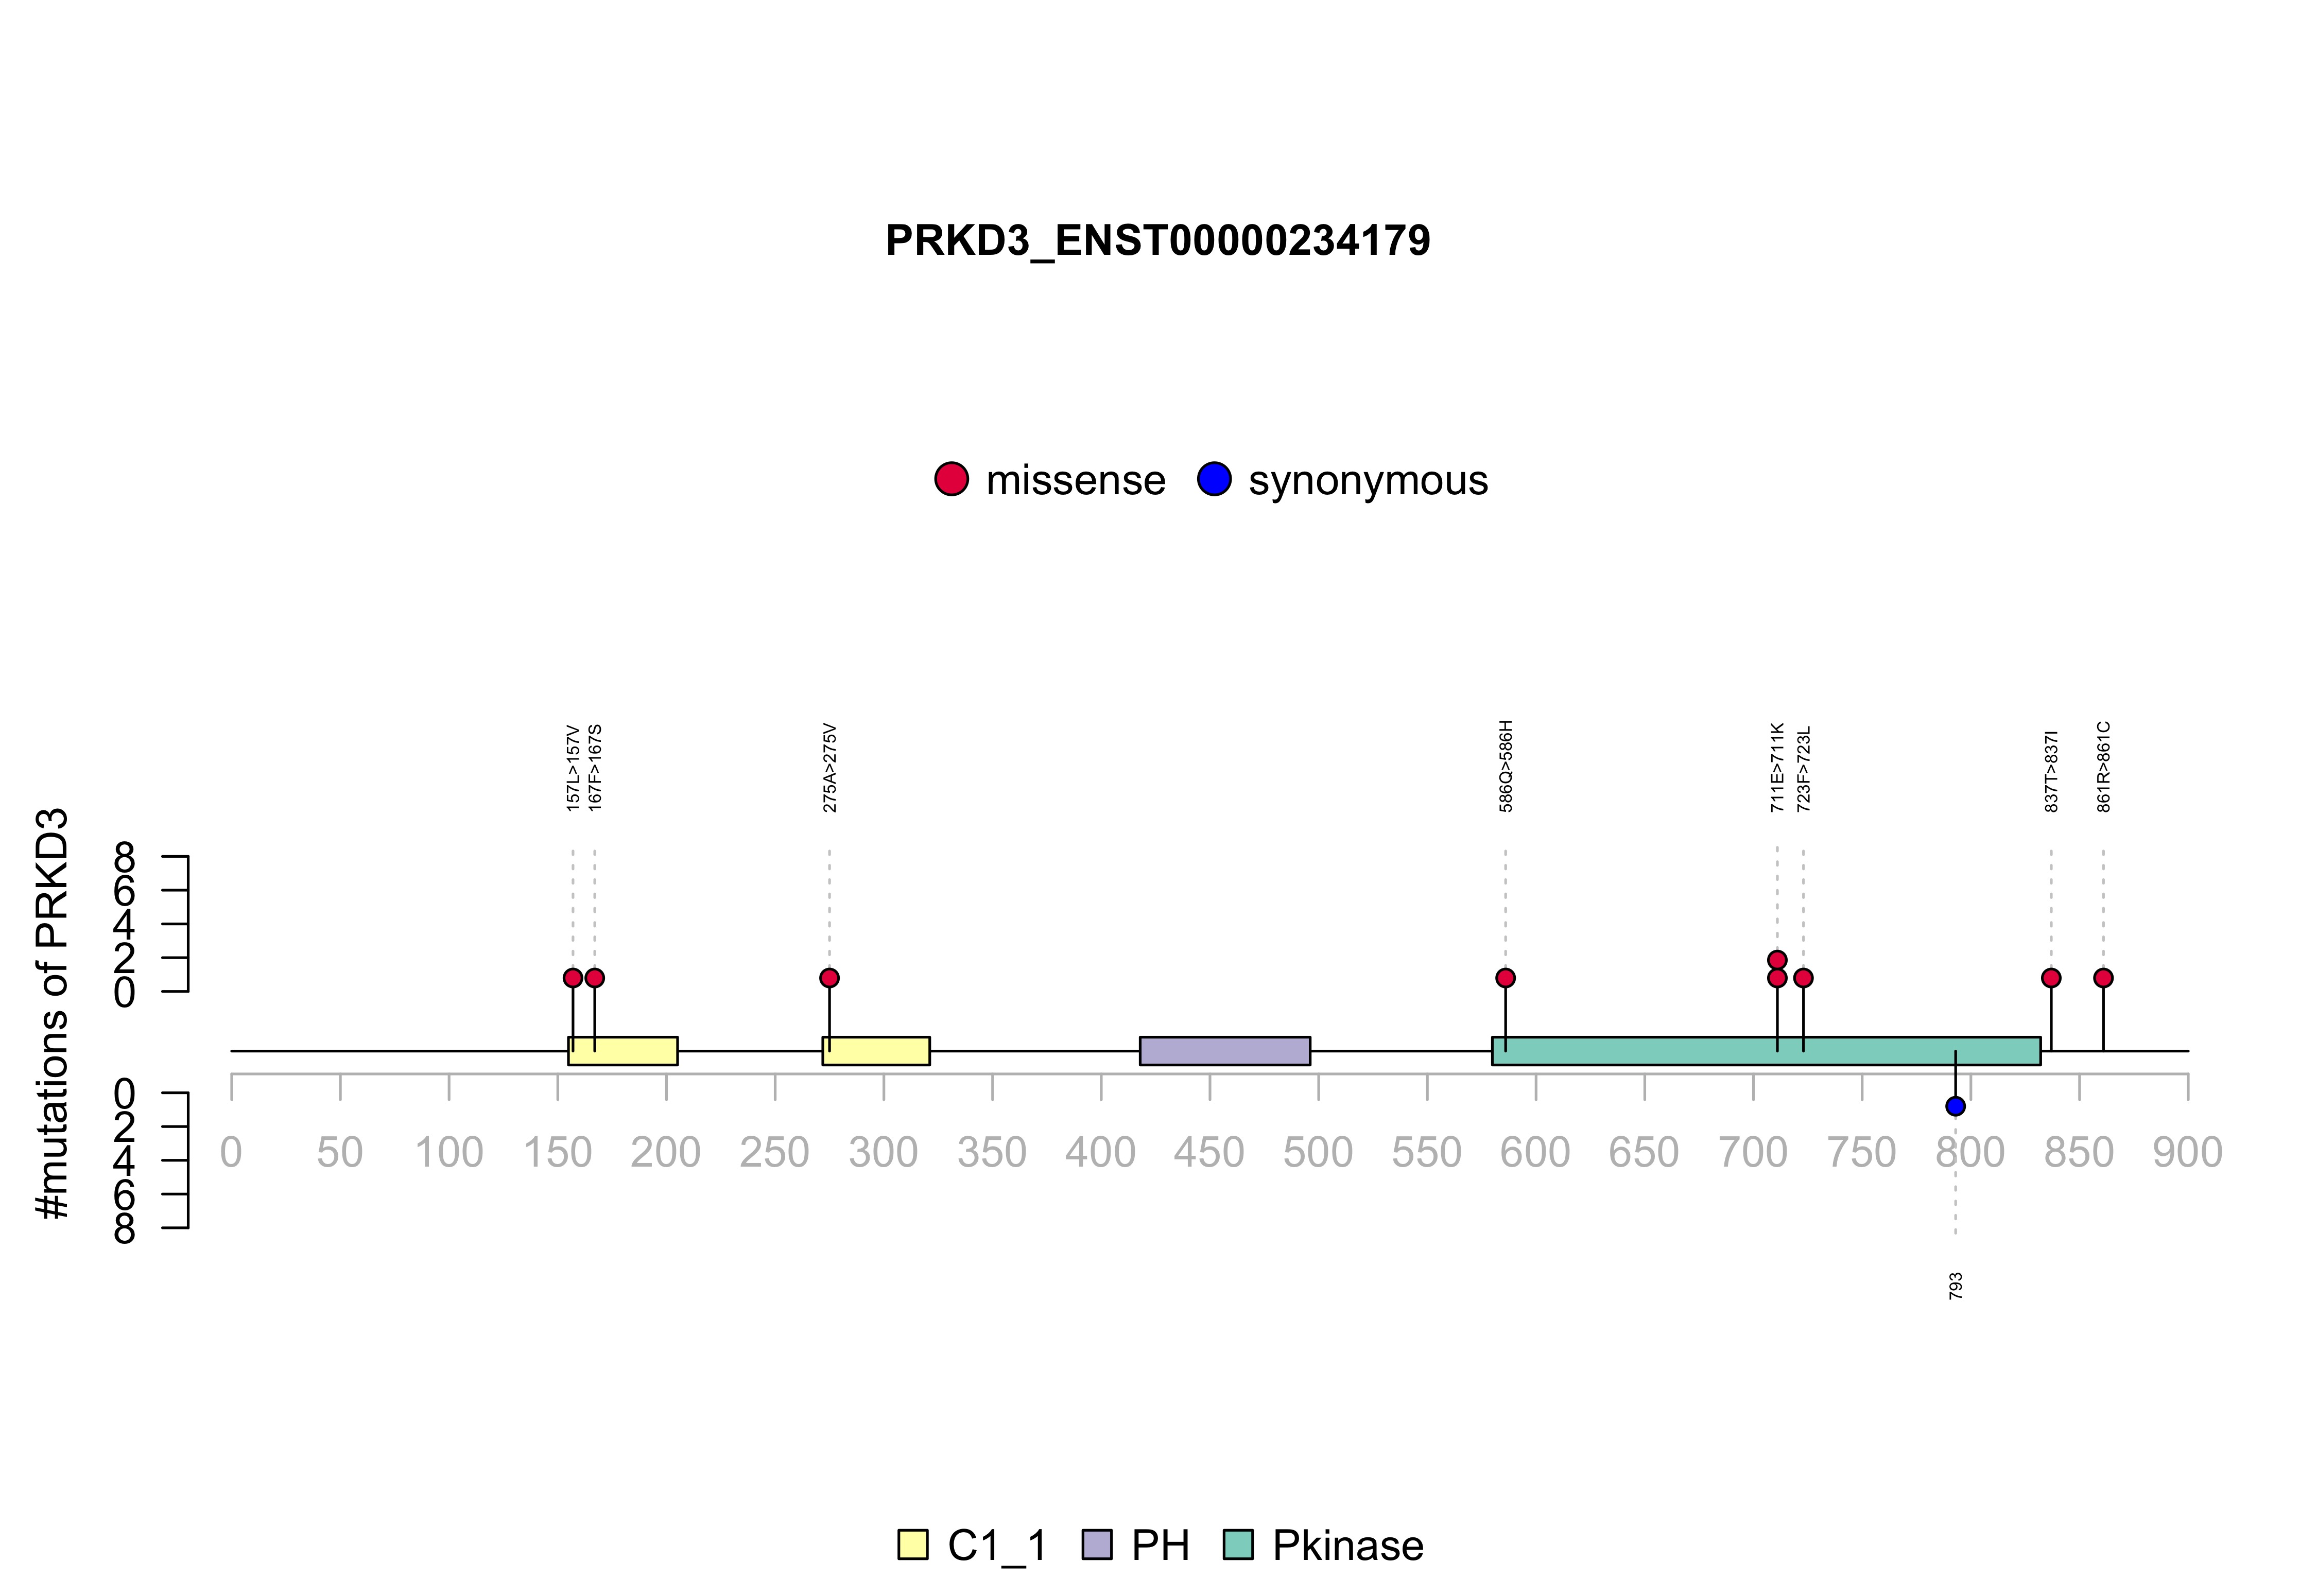 PRKD3_ENST00000234179
missense synonymous
157L>157V
167F>167S
275A>275V
586Q>586H
711E>711K
723F>723L
837T>837I
861R>861C
#mutations of PRKD3
8
6
4
2
0
0
2
4
6
8
0 50 100 150 200 250 300 350 400 450 500 550 600 650 700 750 800 850 900
793
C1_1 PH Pkinase